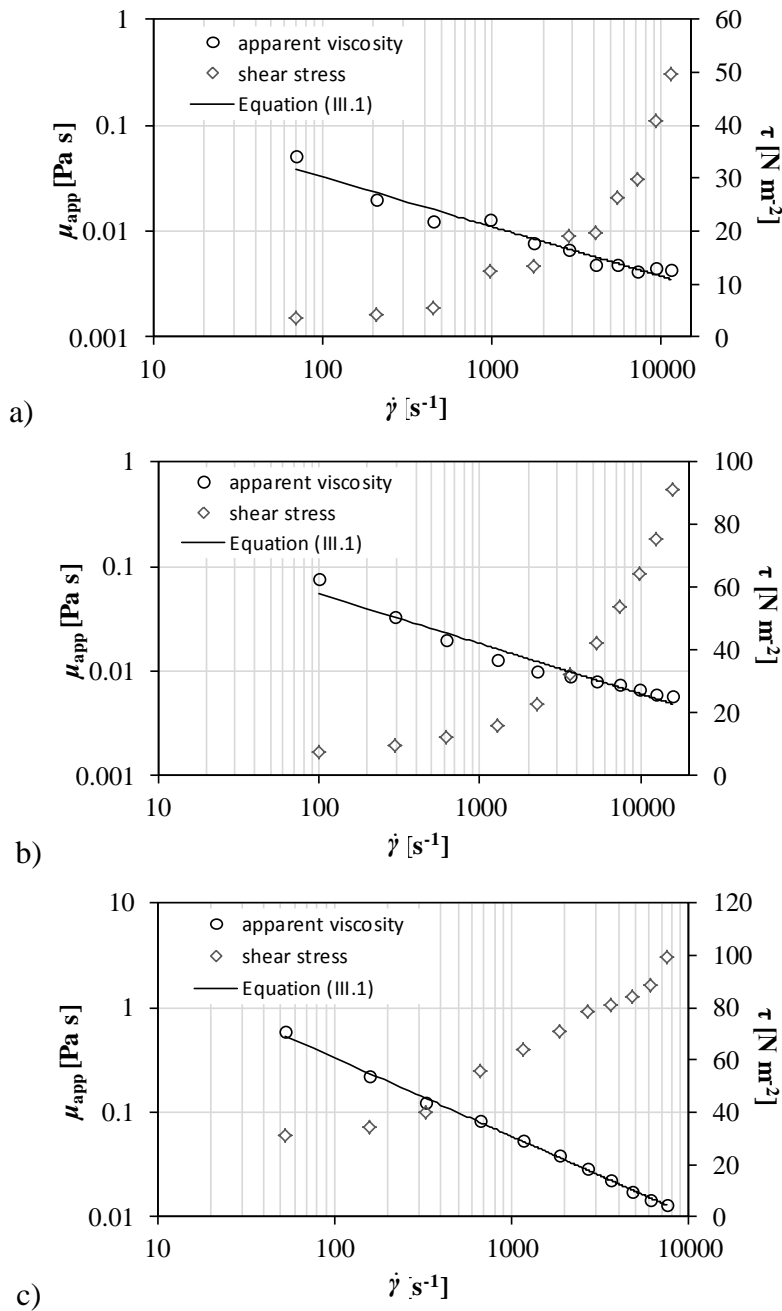 1
0.1
0.01
0.001
μapp [Pa s]
apparent viscosity
shear stress
Equation (III.1)
60
50
40
30
20
10
0
τ [N m-2]
10 100 1000 10000
γ̇ [s-1]
a)
1
0.1
0.01
0.001
μapp [Pa s]
apparent viscosity
shear stress
Equation (III.1)
100
80
60
40
20
0
τ [N m-2]
10 100 1000 10000
γ̇ [s-1]
b)
10
1
0.1
0.01
μapp [Pa s]
apparent viscosity
shear stress
Equation (III.1)
120
100
80
60
40
20
0
τ [N m-2]
10 100 1000 10000
γ̇ [s-1]
c)